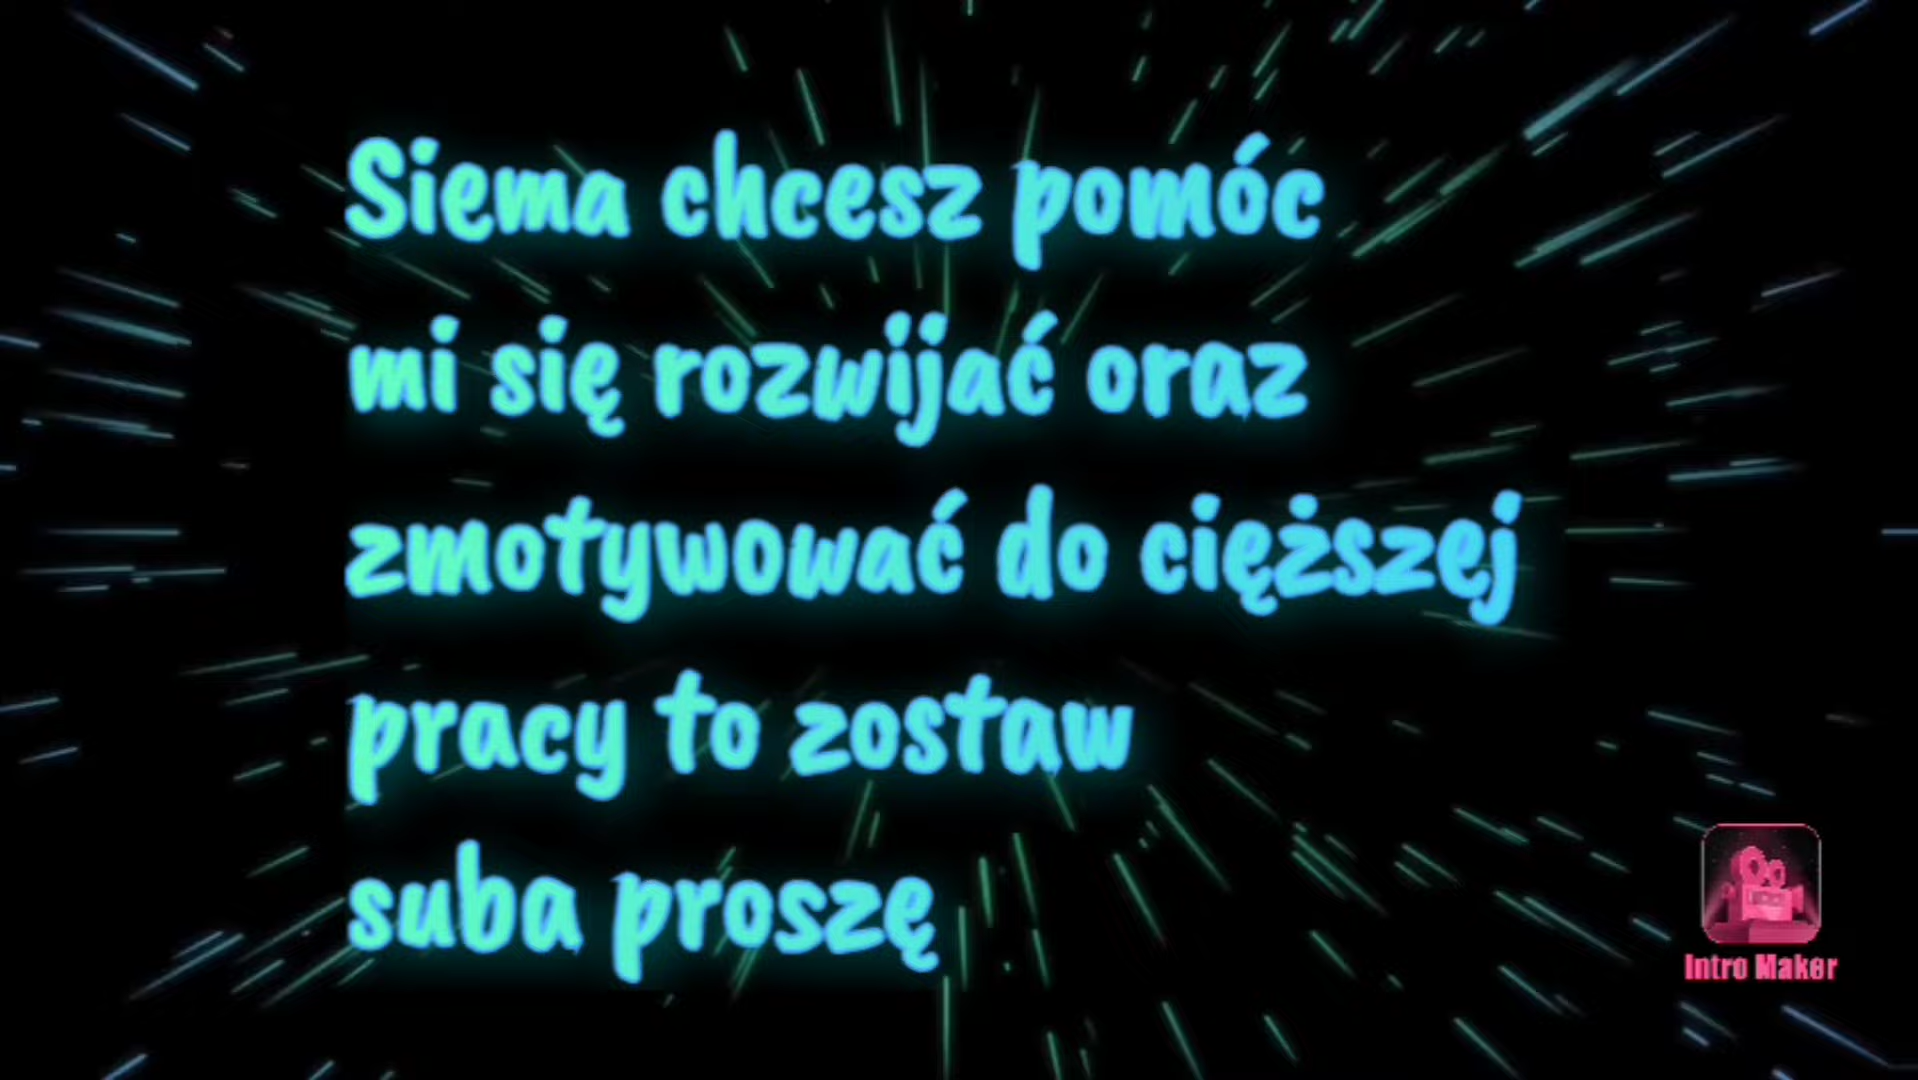 Siema chcesz pomóc
mi się rozwijać oraz
zmotywować do cięższej
pracy to zostaw
suba proszę
Intro Maker